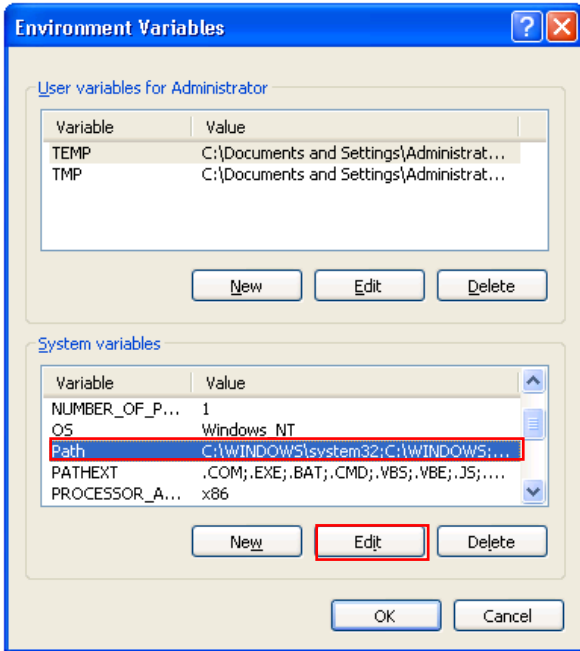 Environment Variables
User variables for Administrator
Variable Value
TEMP C:\Documents and Settings\Administrat...
TMP C:\Documents and Settings\Administrat...
New Edit Delete
System variables
Variable Value
NUMBER_OF_P... 1
OS Windows_NT
Path C:\WINDOWS\system32;C:\WINDOWS;...
PATHEXT .COM;.EXE;.BAT;.CMD;.VBS;.VBE;.JS;....
PROCESSOR_A... x86
New Edit Delete
OK Cancel